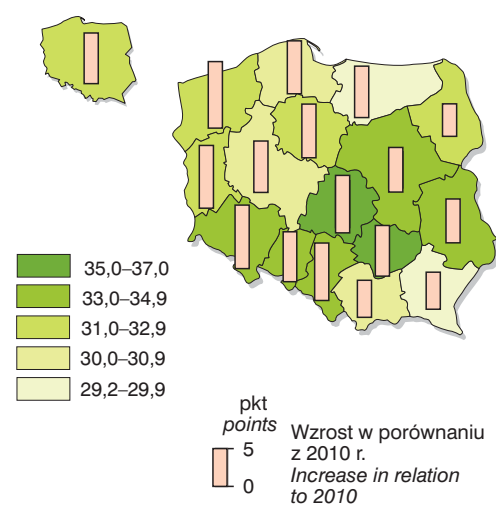 35,0–37,0
33,0–34,9
31,0–32,9
30,0–30,9
29,2–29,9
pkt
points
5
0
Wzrost w porównaniu
z 2010 r.
Increase in relation
to 2010